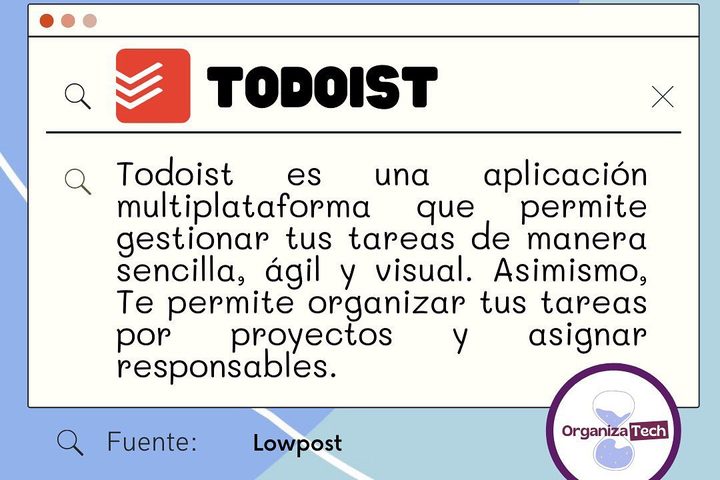 TODOIST
Todoist es una aplicación
multiplataforma que permite
gestionar tus tareas de manera
sencilla, ágil y visual. Asimismo,
Te permite organizar tus tareas
por proyectos y asignar
responsables.
Fuente: Lowpost
OrganizaTech